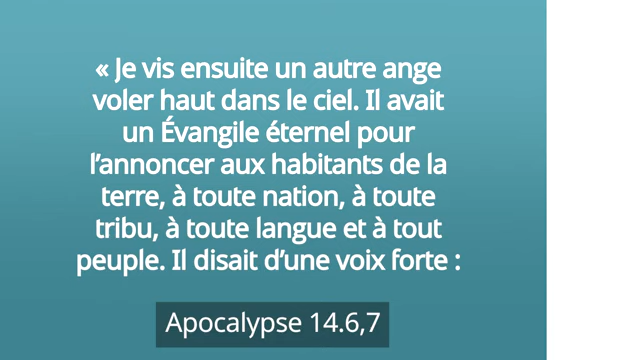 « Je vis ensuite un autre ange
voler haut dans le ciel. Il avait
un Évangile éternel pour
l’annoncer aux habitants de la
terre, à toute nation, à toute
tribu, à toute langue et à tout
peuple. Il disait d’une voix forte :
Apocalypse 14.6,7